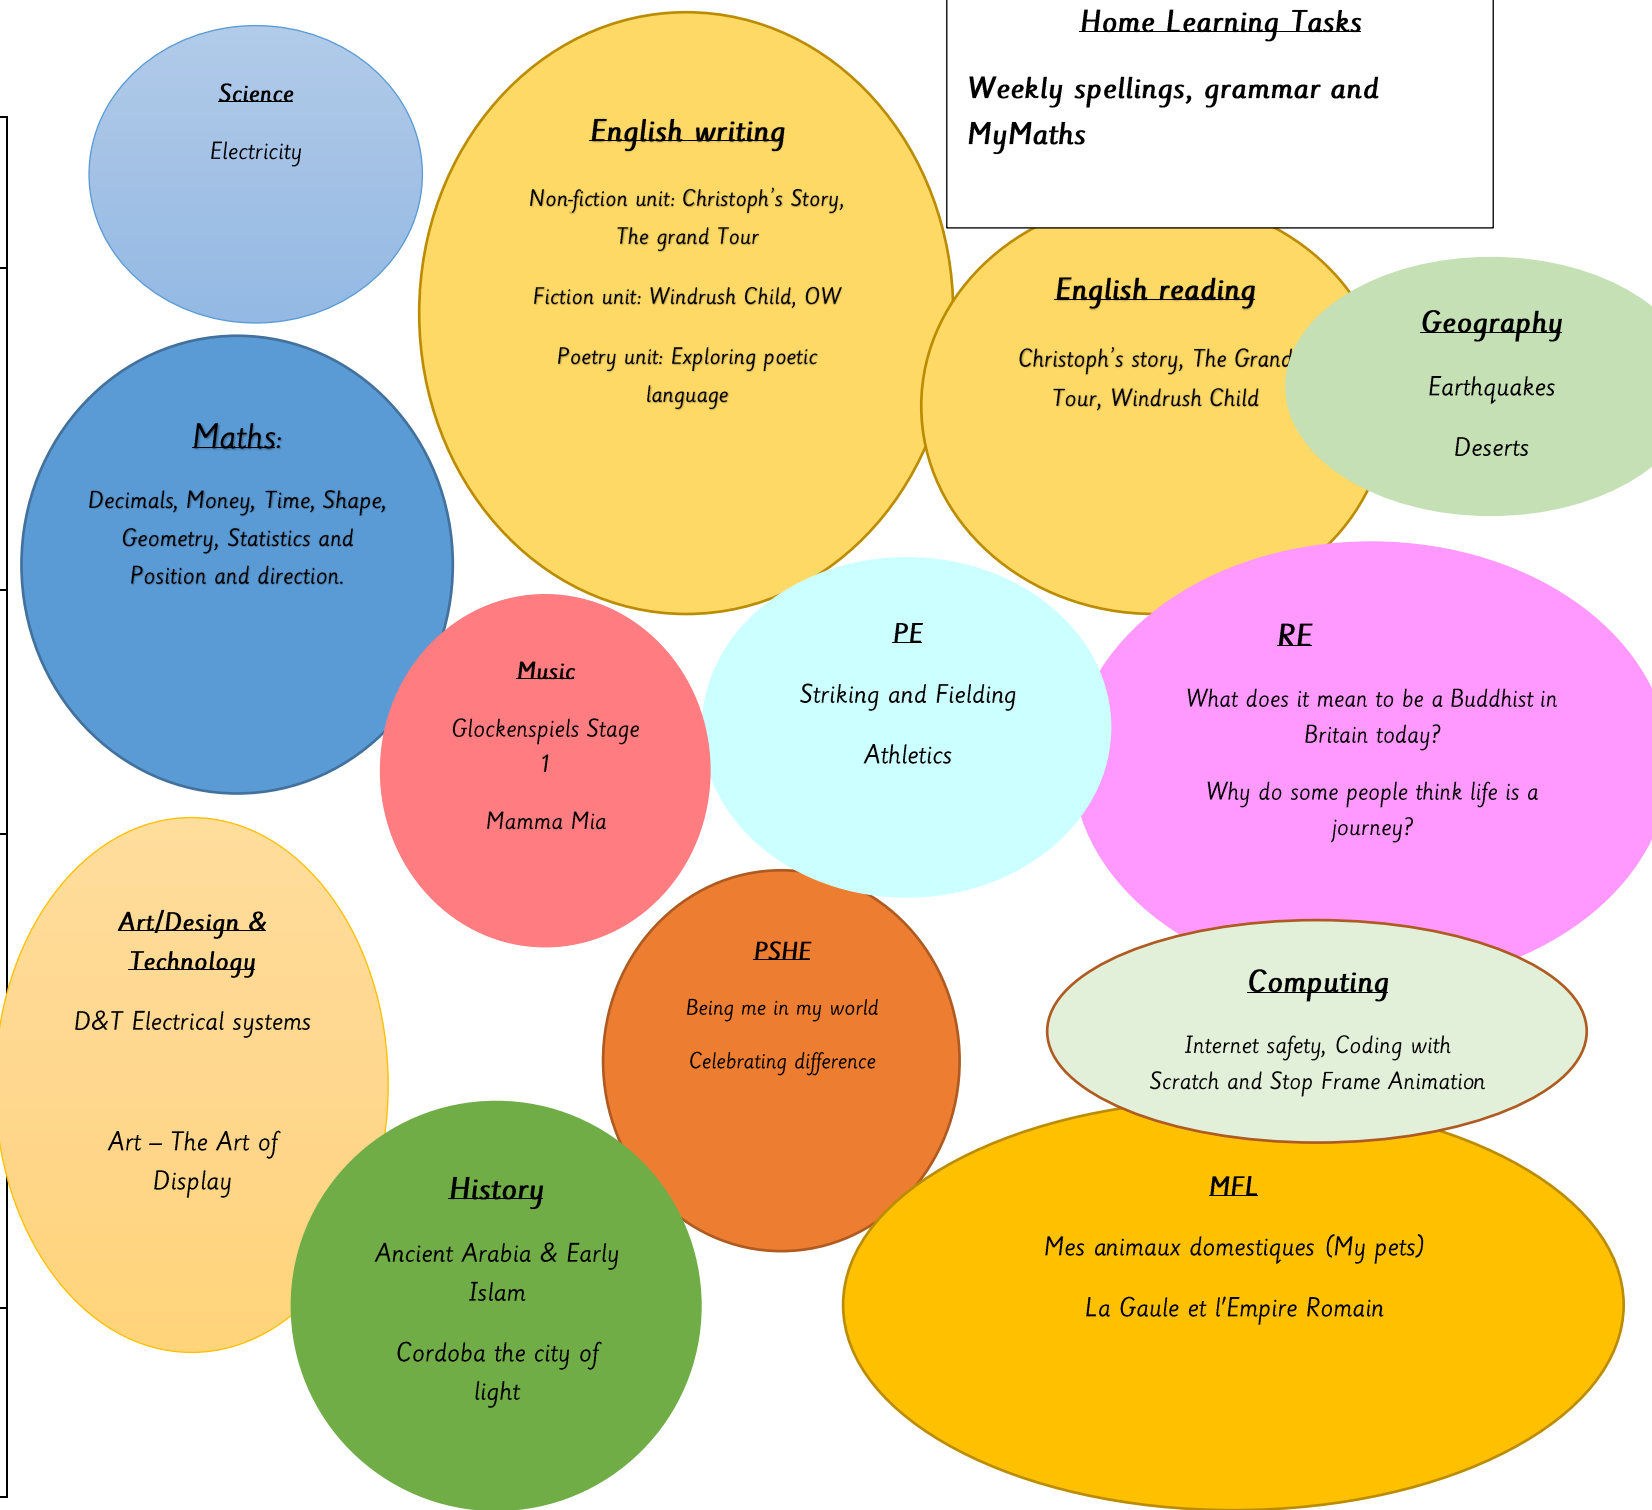 Home Learning Tasks
Weekly spellings, grammar and
MyMaths
Science
Electricity
English writing
Non-fiction unit: Christoph's Story,
The grand Tour
Fiction unit: Windrush Child, OW
Poetry unit: Exploring poetic
language
English reading
Christoph's story, The Grand
Tour, Windrush Child
Geography
Earthquakes
Deserts
Maths:
Decimals, Money, Time, Shape,
Geometry, Statistics and
Position and direction.
Music
Glockenspiels Stage
1
Mamma Mia
PE
Striking and Fielding
Athletics
RE
What does it mean to be a Buddhist in
Britain today?
Why do some people think life is a
journey?
Art/Design &
Technology
D&T Electrical systems
Art – The Art of
Display
PSHE
Being me in my world
Celebrating difference
Computing
Internet safety, Coding with
Scratch and Stop Frame Animation
History
Ancient Arabia & Early
Islam
Cordoba the city of
light
MFL
Mes animaux domestiques (My pets)
La Gaule et l'Empire Romain